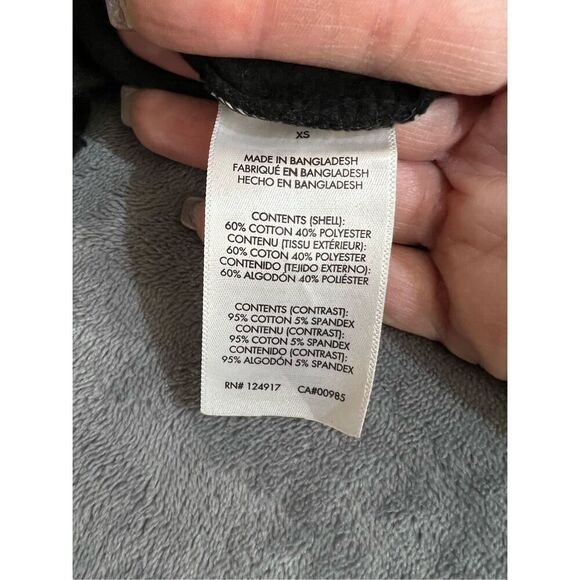 XS
MADE IN BANGLADESH
FABRIQUÉ EN BANGLADESH
HECHO EN BANGLADESH
CONTENTS (SHELL):
60% COTTON 40% POLYESTER
CONTENU (TISSU EXTÉRIEUR):
60% COTON 40% POLYESTER
CONTENIDO (TEJIDO EXTERNO):
60% ALGODÓN 40% POLIÉSTER
CONTENTS (CONTRAST):
95% COTTON 5% SPANDEX
CONTENU (CONTRAST):
95% COTON 5% SPANDEX
CONTENIDO (CONTRAST):
95% ALGODÓN 5% SPANDEX
RN# 124917 CA#00985